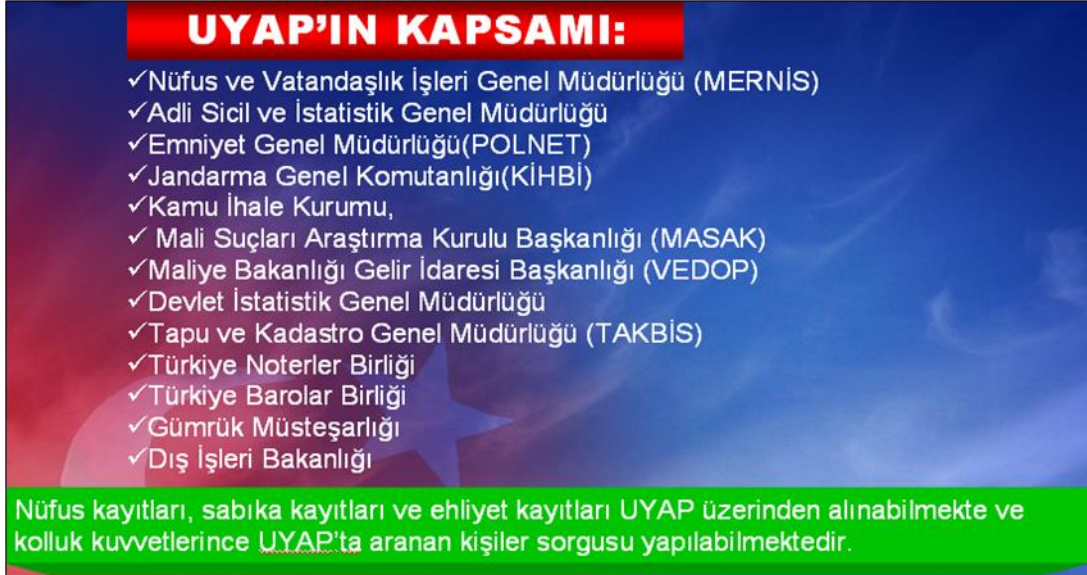 UYAP’IN KAPSAMI:
✓Nüfus ve Vatandaşlık İşleri Genel Müdürlüğü (MERNİS)
✓Adli Sicil ve İstatistik Genel Müdürlüğü
✓Emniyet Genel Müdürlüğü(POLNET)
✓Jandarma Genel Komutanlığı(KİHBİ)
✓Kamu İhale Kurumu,
✓ Mali Suçları Araştırma Kurulu Başkanlığı (MASAK)
✓Maliye Bakanlığı Gelir İdaresi Başkanlığı (VEDOP)
✓Devlet İstatistik Genel Müdürlüğü
✓Tapu ve Kadastro Genel Müdürlüğü (TAKBİS)
✓Türkiye Noterler Birliği
✓Türkiye Barolar Birliği
✓Gümrük Müsteşarlığı
✓Dış İşleri Bakanlığı
Nüfus kayıtları, sabıka kayıtları ve ehliyet kayıtları UYAP üzerinden alınabilmekte ve
kolluk kuvvetlerince UYAP’ta aranan kişiler sorgusu yapılabilmektedir.